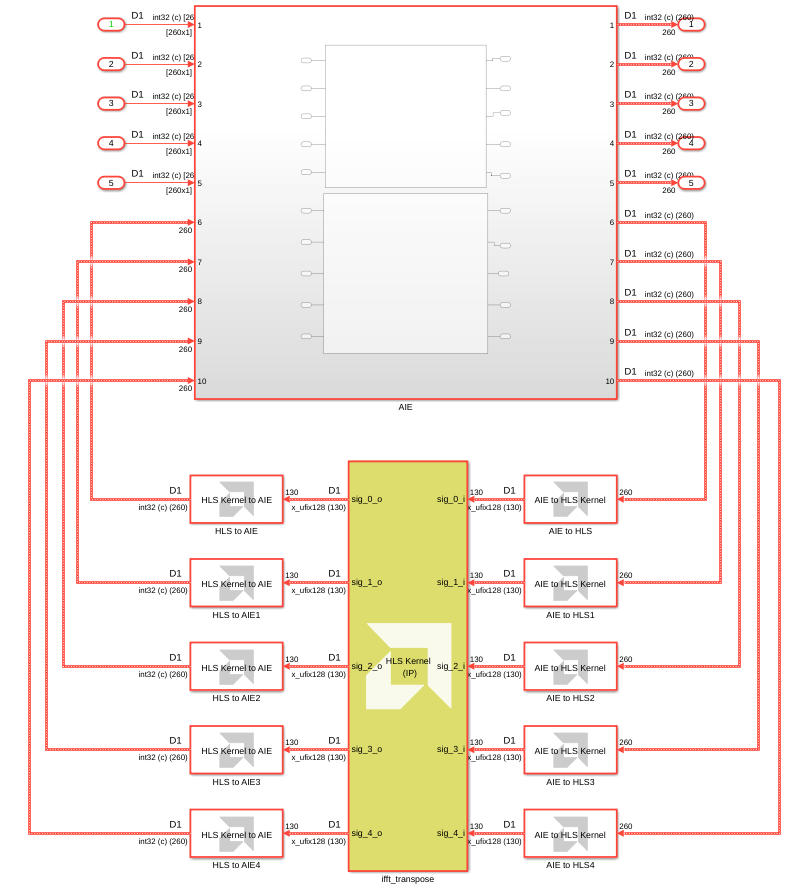 1 D1 int32 (c) [26 1 1 D1 int32 (c) (260) 1
[260x1] 260
2 D1 int32 (c) [26 2 2 D1 int32 (c) (260) 2
[260x1] 260
3 D1 int32 (c) [26 3 3 D1 int32 (c) (260) 3
[260x1] 260
4 D1 int32 (c) [26 4 4 D1 int32 (c) (260) 4
[260x1] 260
5 D1 int32 (c) [26 5 5 D1 int32 (c) (260) 5
[260x1] 260
6 6 D1 int32 (c) (260)
260
7 7 D1 int32 (c) (260)
260
8 8 D1 int32 (c) (260)
260
9 9 D1 int32 (c) (260)
260
10 10 D1 int32 (c) (260)
260
AIE
D1 HLS Kernel to AIE 130 D1 sig_0_o sig_0_i 130 D1 AIE to HLS Kernel 260
int32 (c) (260) x_ufix128 (130) x_ufix128 (130)
HLS to AIE AIE to HLS
D1 HLS Kernel to AIE 130 D1 sig_1_o sig_1_i 130 D1 AIE to HLS Kernel 260
int32 (c) (260) x_ufix128 (130) x_ufix128 (130)
HLS to AIE1 AIE to HLS1
D1 HLS Kernel to AIE 130 D1 sig_2_o HLS Kernel sig_2_i 130 D1 AIE to HLS Kernel 260
int32 (c) (260) x_ufix128 (130) (IP) x_ufix128 (130)
HLS to AIE2 AIE to HLS2
D1 HLS Kernel to AIE 130 D1 sig_3_o sig_3_i 130 D1 AIE to HLS Kernel 260
int32 (c) (260) x_ufix128 (130) x_ufix128 (130)
HLS to AIE3 AIE to HLS3
D1 HLS Kernel to AIE 130 D1 sig_4_o sig_4_i 130 D1 AIE to HLS Kernel 260
int32 (c) (260) x_ufix128 (130) x_ufix128 (130)
HLS to AIE4 AIE to HLS4
ifft_transpose